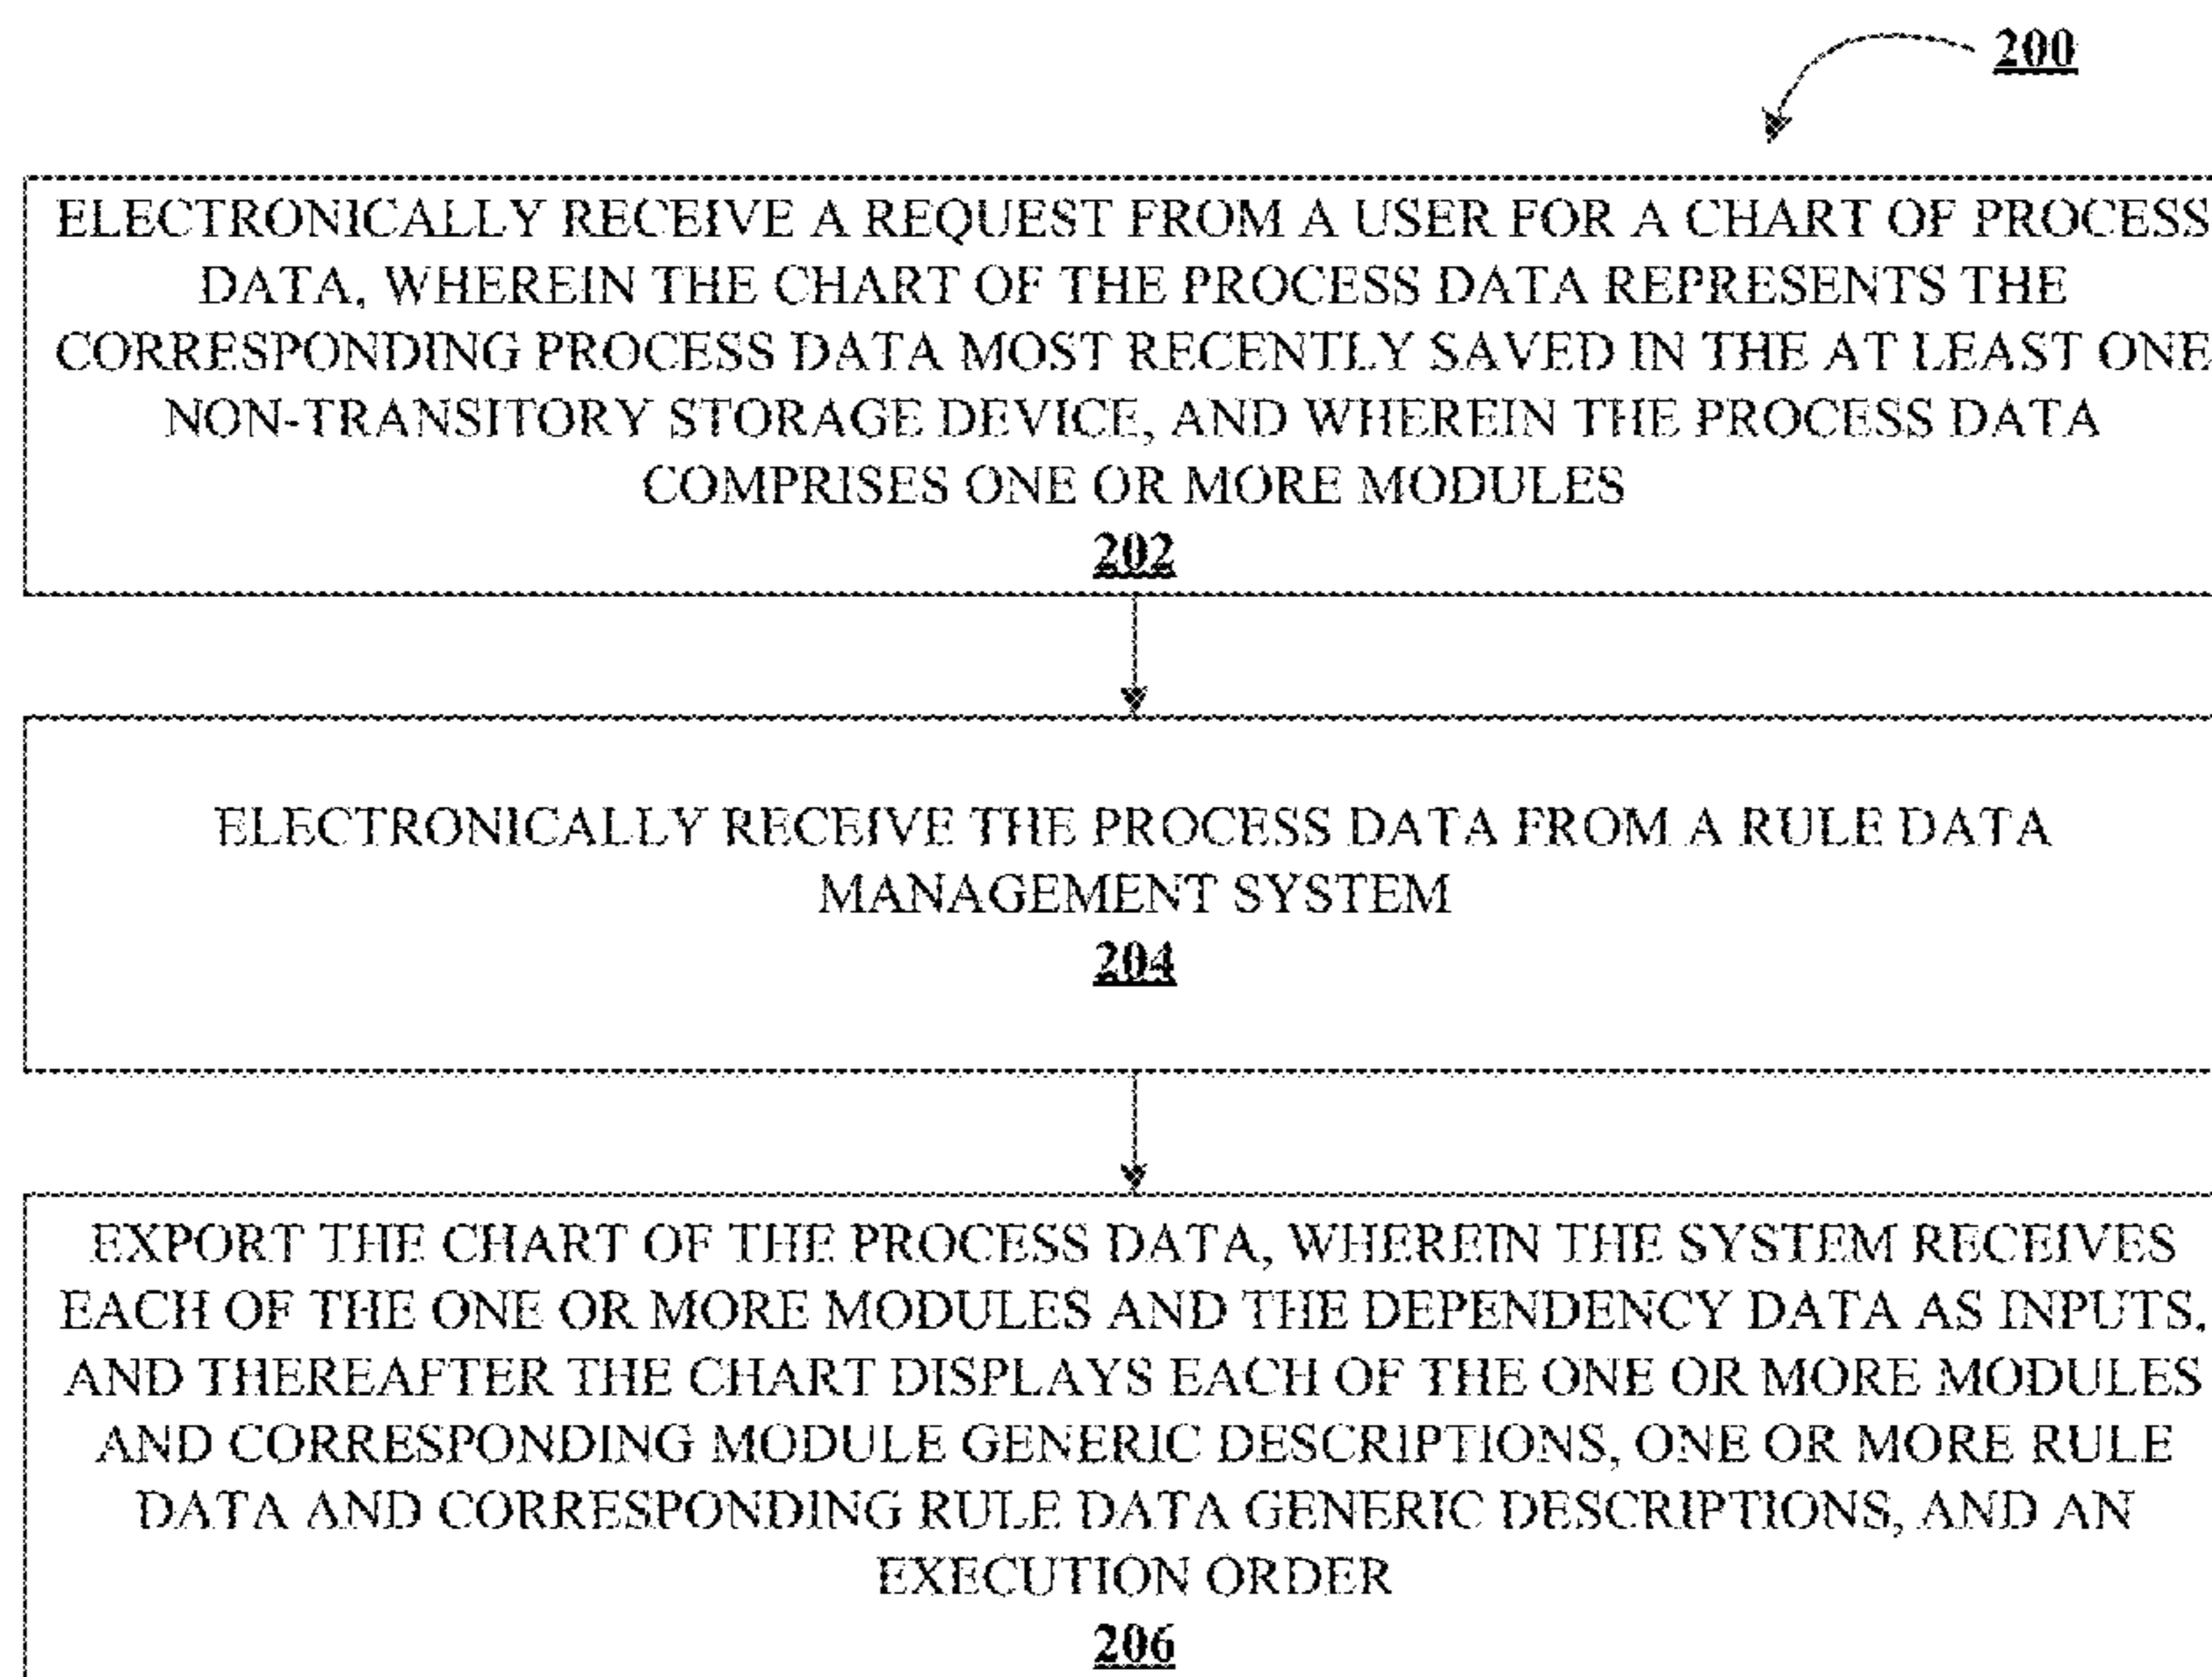 200
ELECTRONICALLY RECEIVE A REQUEST FROM A USER FOR A CHART OF PROCESS
DATA, WHEREIN THE CHART OF THE PROCESS DATA REPRESENTS THE
CORRESPONDING PROCESS DATA MOST RECENTLY SAVED IN THE AT LEAST ONE
NON-TRANSITORY STORAGE DEVICE, AND WHEREIN THE PROCESS DATA
COMPRISES ONE OR MORE MODULES
202
ELECTRONICALLY RECEIVE THE PROCESS DATA FROM A RULE DATA
MANAGEMENT SYSTEM
204
EXPORT THE CHART OF THE PROCESS DATA, WHEREIN THE SYSTEM RECEIVES
EACH OF THE ONE OR MORE MODULES AND THE DEPENDENCY DATA AS INPUTS,
AND THEREAFTER THE CHART DISPLAYS EACH OF THE ONE OR MORE MODULES
AND CORRESPONDING MODULE GENERIC DESCRIPTIONS, ONE OR MORE RULE
DATA AND CORRESPONDING RULE DATA GENERIC DESCRIPTIONS, AND AN
EXECUTION ORDER
206